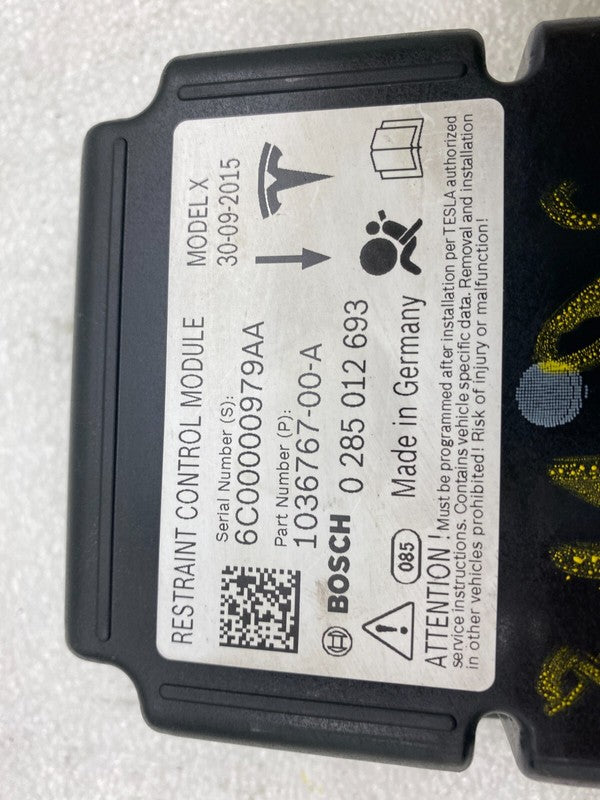 RESTRAINT CONTROL MODULE MODEL X
30-09-2015
Serial Number (S):
6C00000979AA
Part Number (P):
1036767-00-A
BOSCH 0 285 012 693
085 Made in Germany
ATTENTION! Must be programmed after installation per TESLA authorized
service instructions. Contains vehicle specific data. Removal and installation
in other vehicles prohibited! Risk of injury or malfunction!